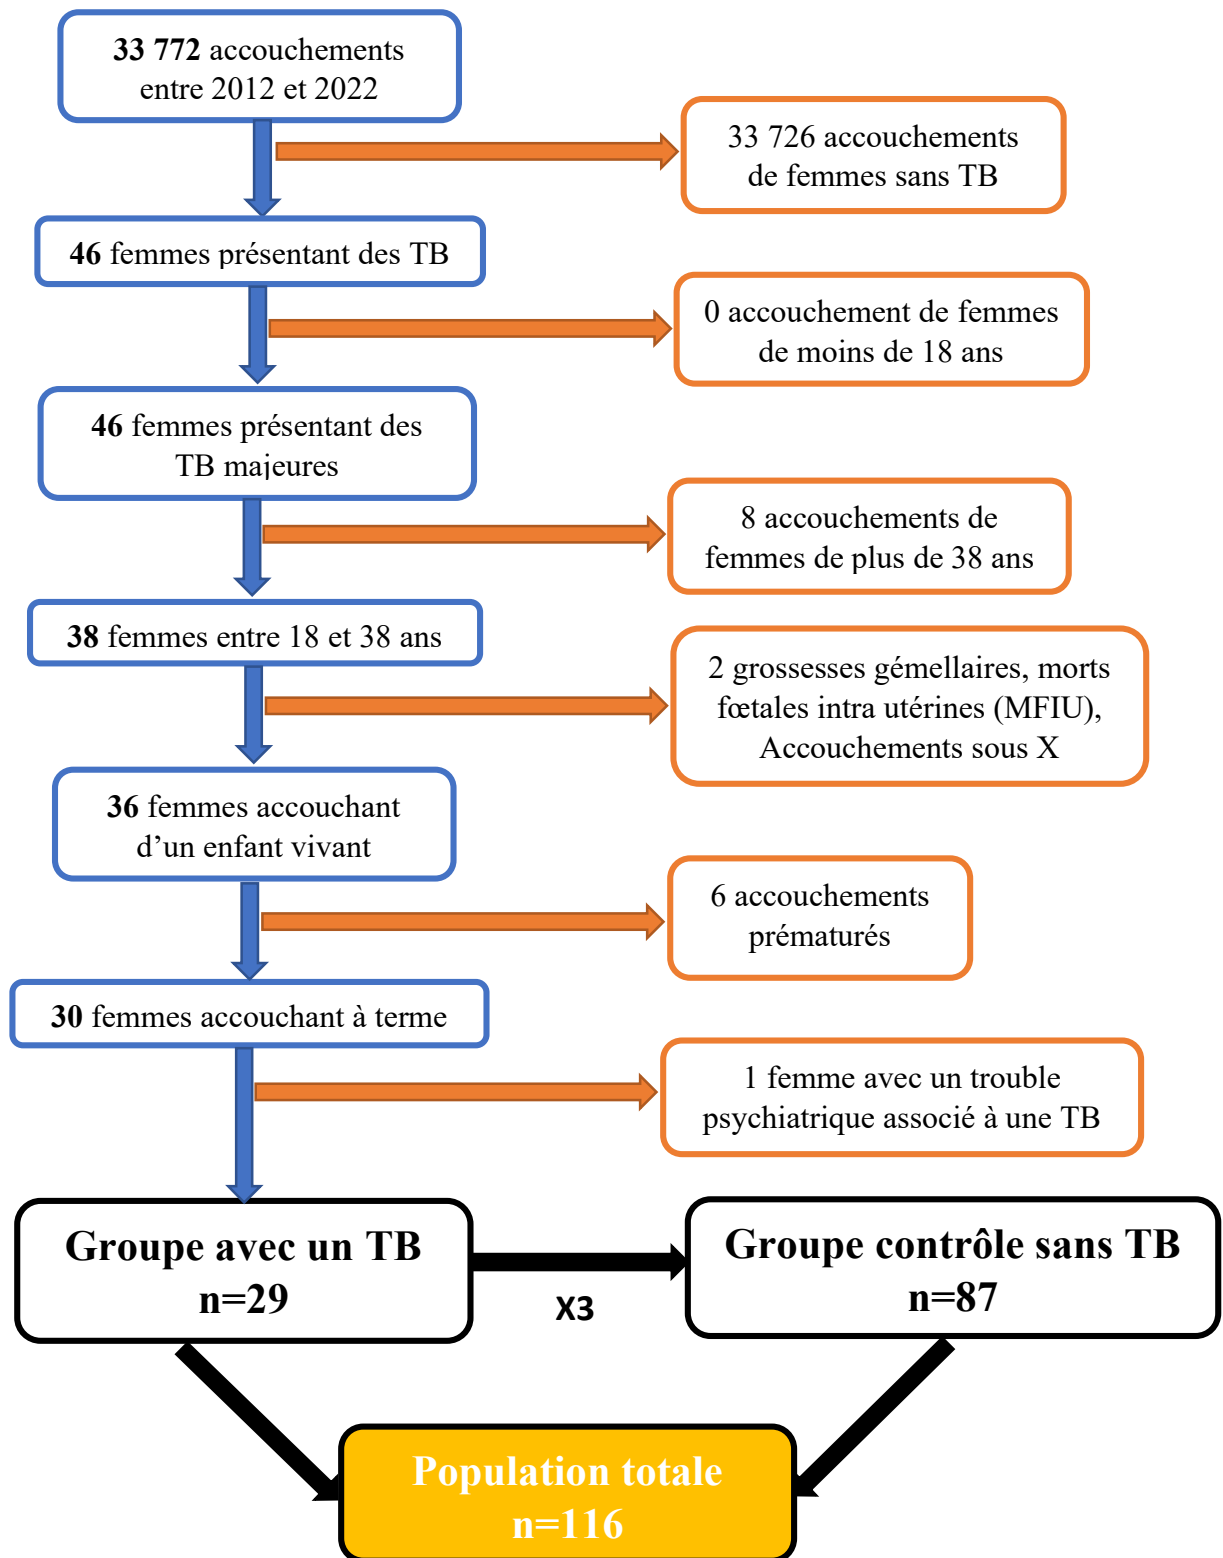 33 772 accouchements
entre 2012 et 2022
33 726 accouchements
de femmes sans TB
46 femmes présentant des TB
0 accouchement de femmes
de moins de 18 ans
46 femmes présentant des
TB majeures
8 accouchements de
femmes de plus de 38 ans
38 femmes entre 18 et 38 ans
2 grossesses gémellaires, morts
fœtales intra utérines (MFIU),
Accouchements sous X
36 femmes accouchant
d’un enfant vivant
6 accouchements
prématurés
30 femmes accouchant à terme
1 femme avec un trouble
psychiatrique associé à une TB
Groupe avec un TB
n=29
X3
Groupe contrôle sans TB
n=87
Population totale
n=116